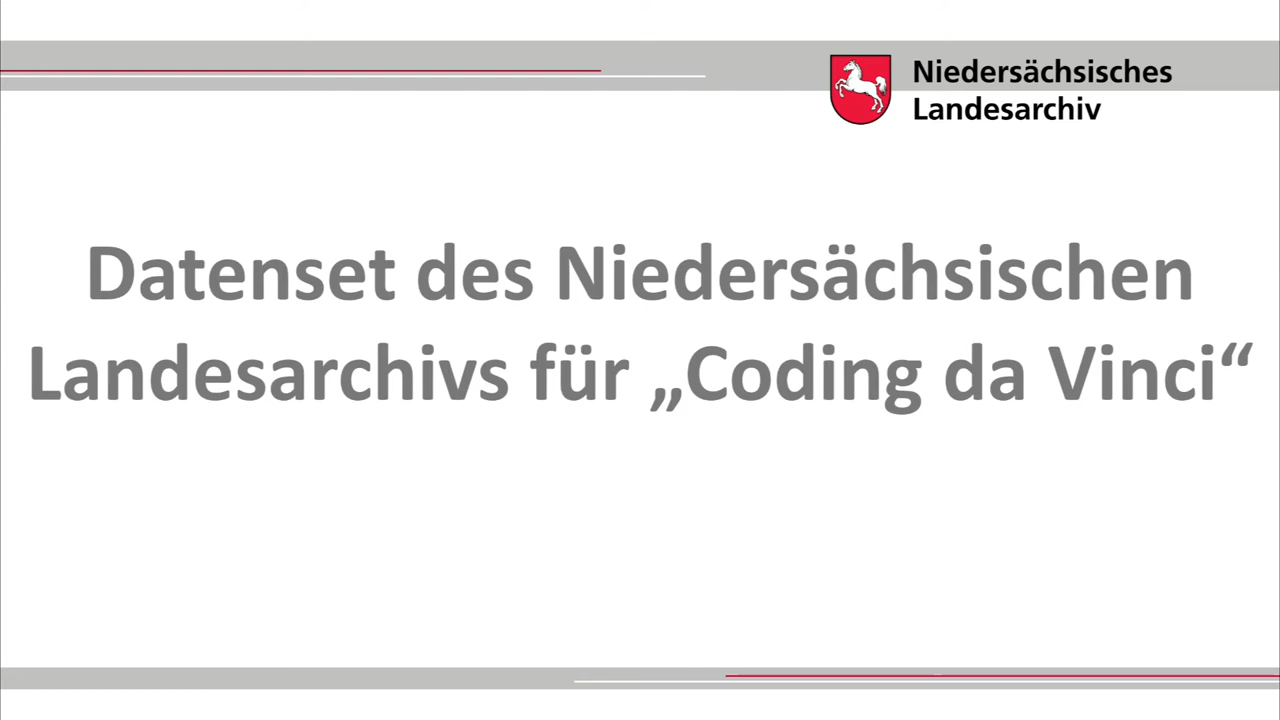 Niedersächsisches
Landesarchiv
Datenset des Niedersächsischen
Landesarchivs für „Coding da Vinci“